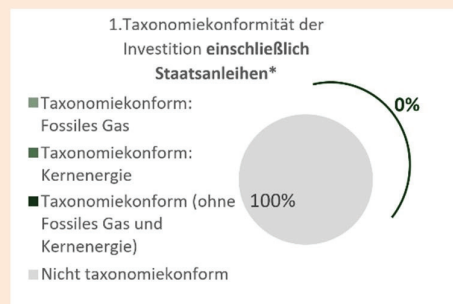 1.Taxonomiekonformität der
Investition einschließlich
Staatsanleihen*
Taxonomiekonform:
Fossiles Gas
Taxonomiekonform:
Kernenergie
Taxonomiekonform (ohne
Fossiles Gas und
Kernenergie)
Nicht taxonomiekonform
0%
100%